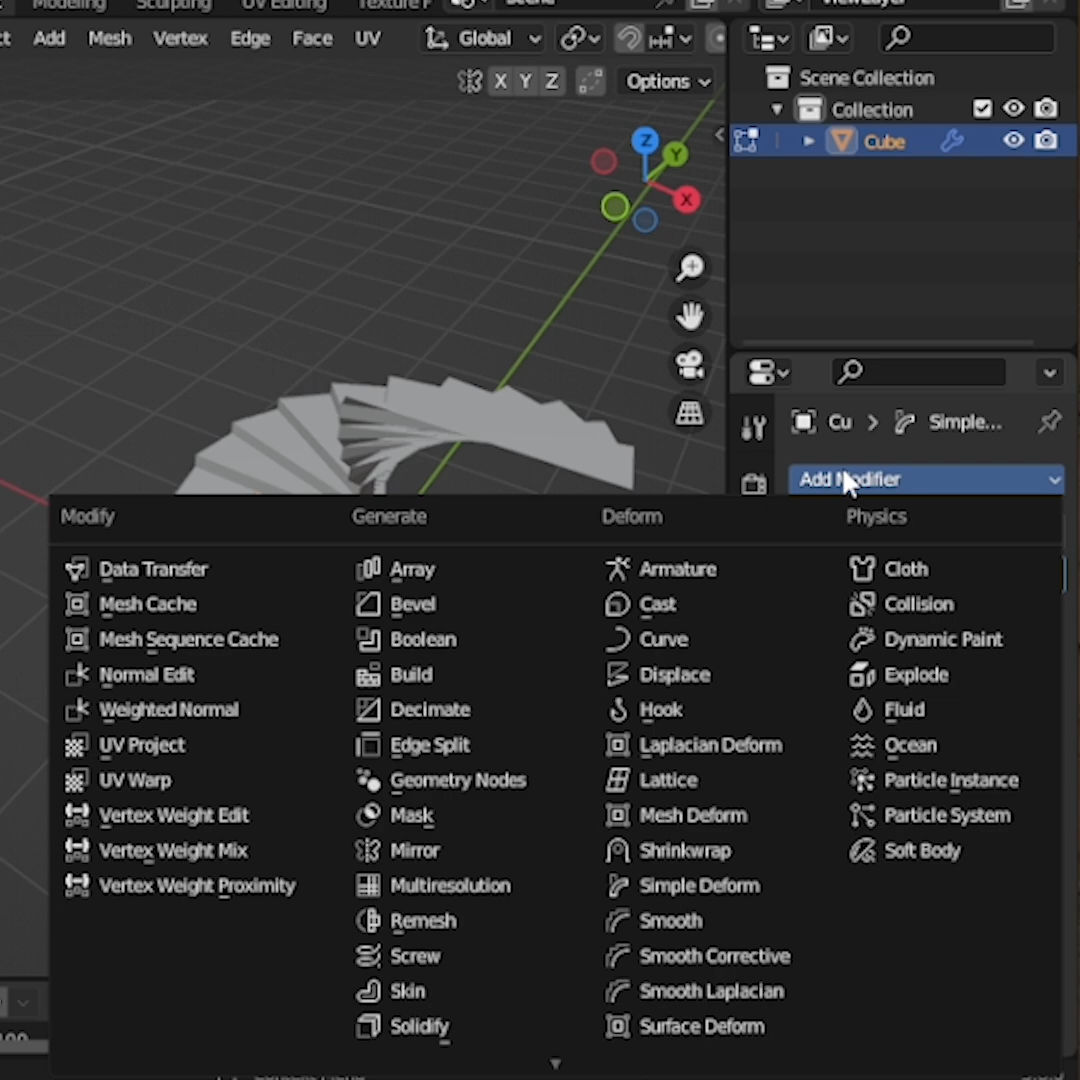 Modeling Sculpting UV Editing Texture P Scene ViewLayer
ct Add Mesh Vertex Edge Face UV Global
X Y Z Options
Scene Collection
Collection
Cube
Z
Y
X
Cu > Simple...
Add Modifier
Modify
Data Transfer
Mesh Cache
Mesh Sequence Cache
Normal Edit
Weighted Normal
UV Project
UV Warp
Vertex Weight Edit
Vertex Weight Mix
Vertex Weight Proximity
Generate
Array
Bevel
Boolean
Build
Decimate
Edge Split
Geometry Nodes
Mask
Mirror
Multiresolution
Remesh
Screw
Skin
Solidify
Deform
Armature
Cast
Curve
Displace
Hook
Laplacian Deform
Lattice
Mesh Deform
Shrinkwrap
Simple Deform
Smooth
Smooth Corrective
Smooth Laplacian
Surface Deform
Physics
Cloth
Collision
Dynamic Paint
Explode
Fluid
Ocean
Particle Instance
Particle System
Soft Body
Context Menu